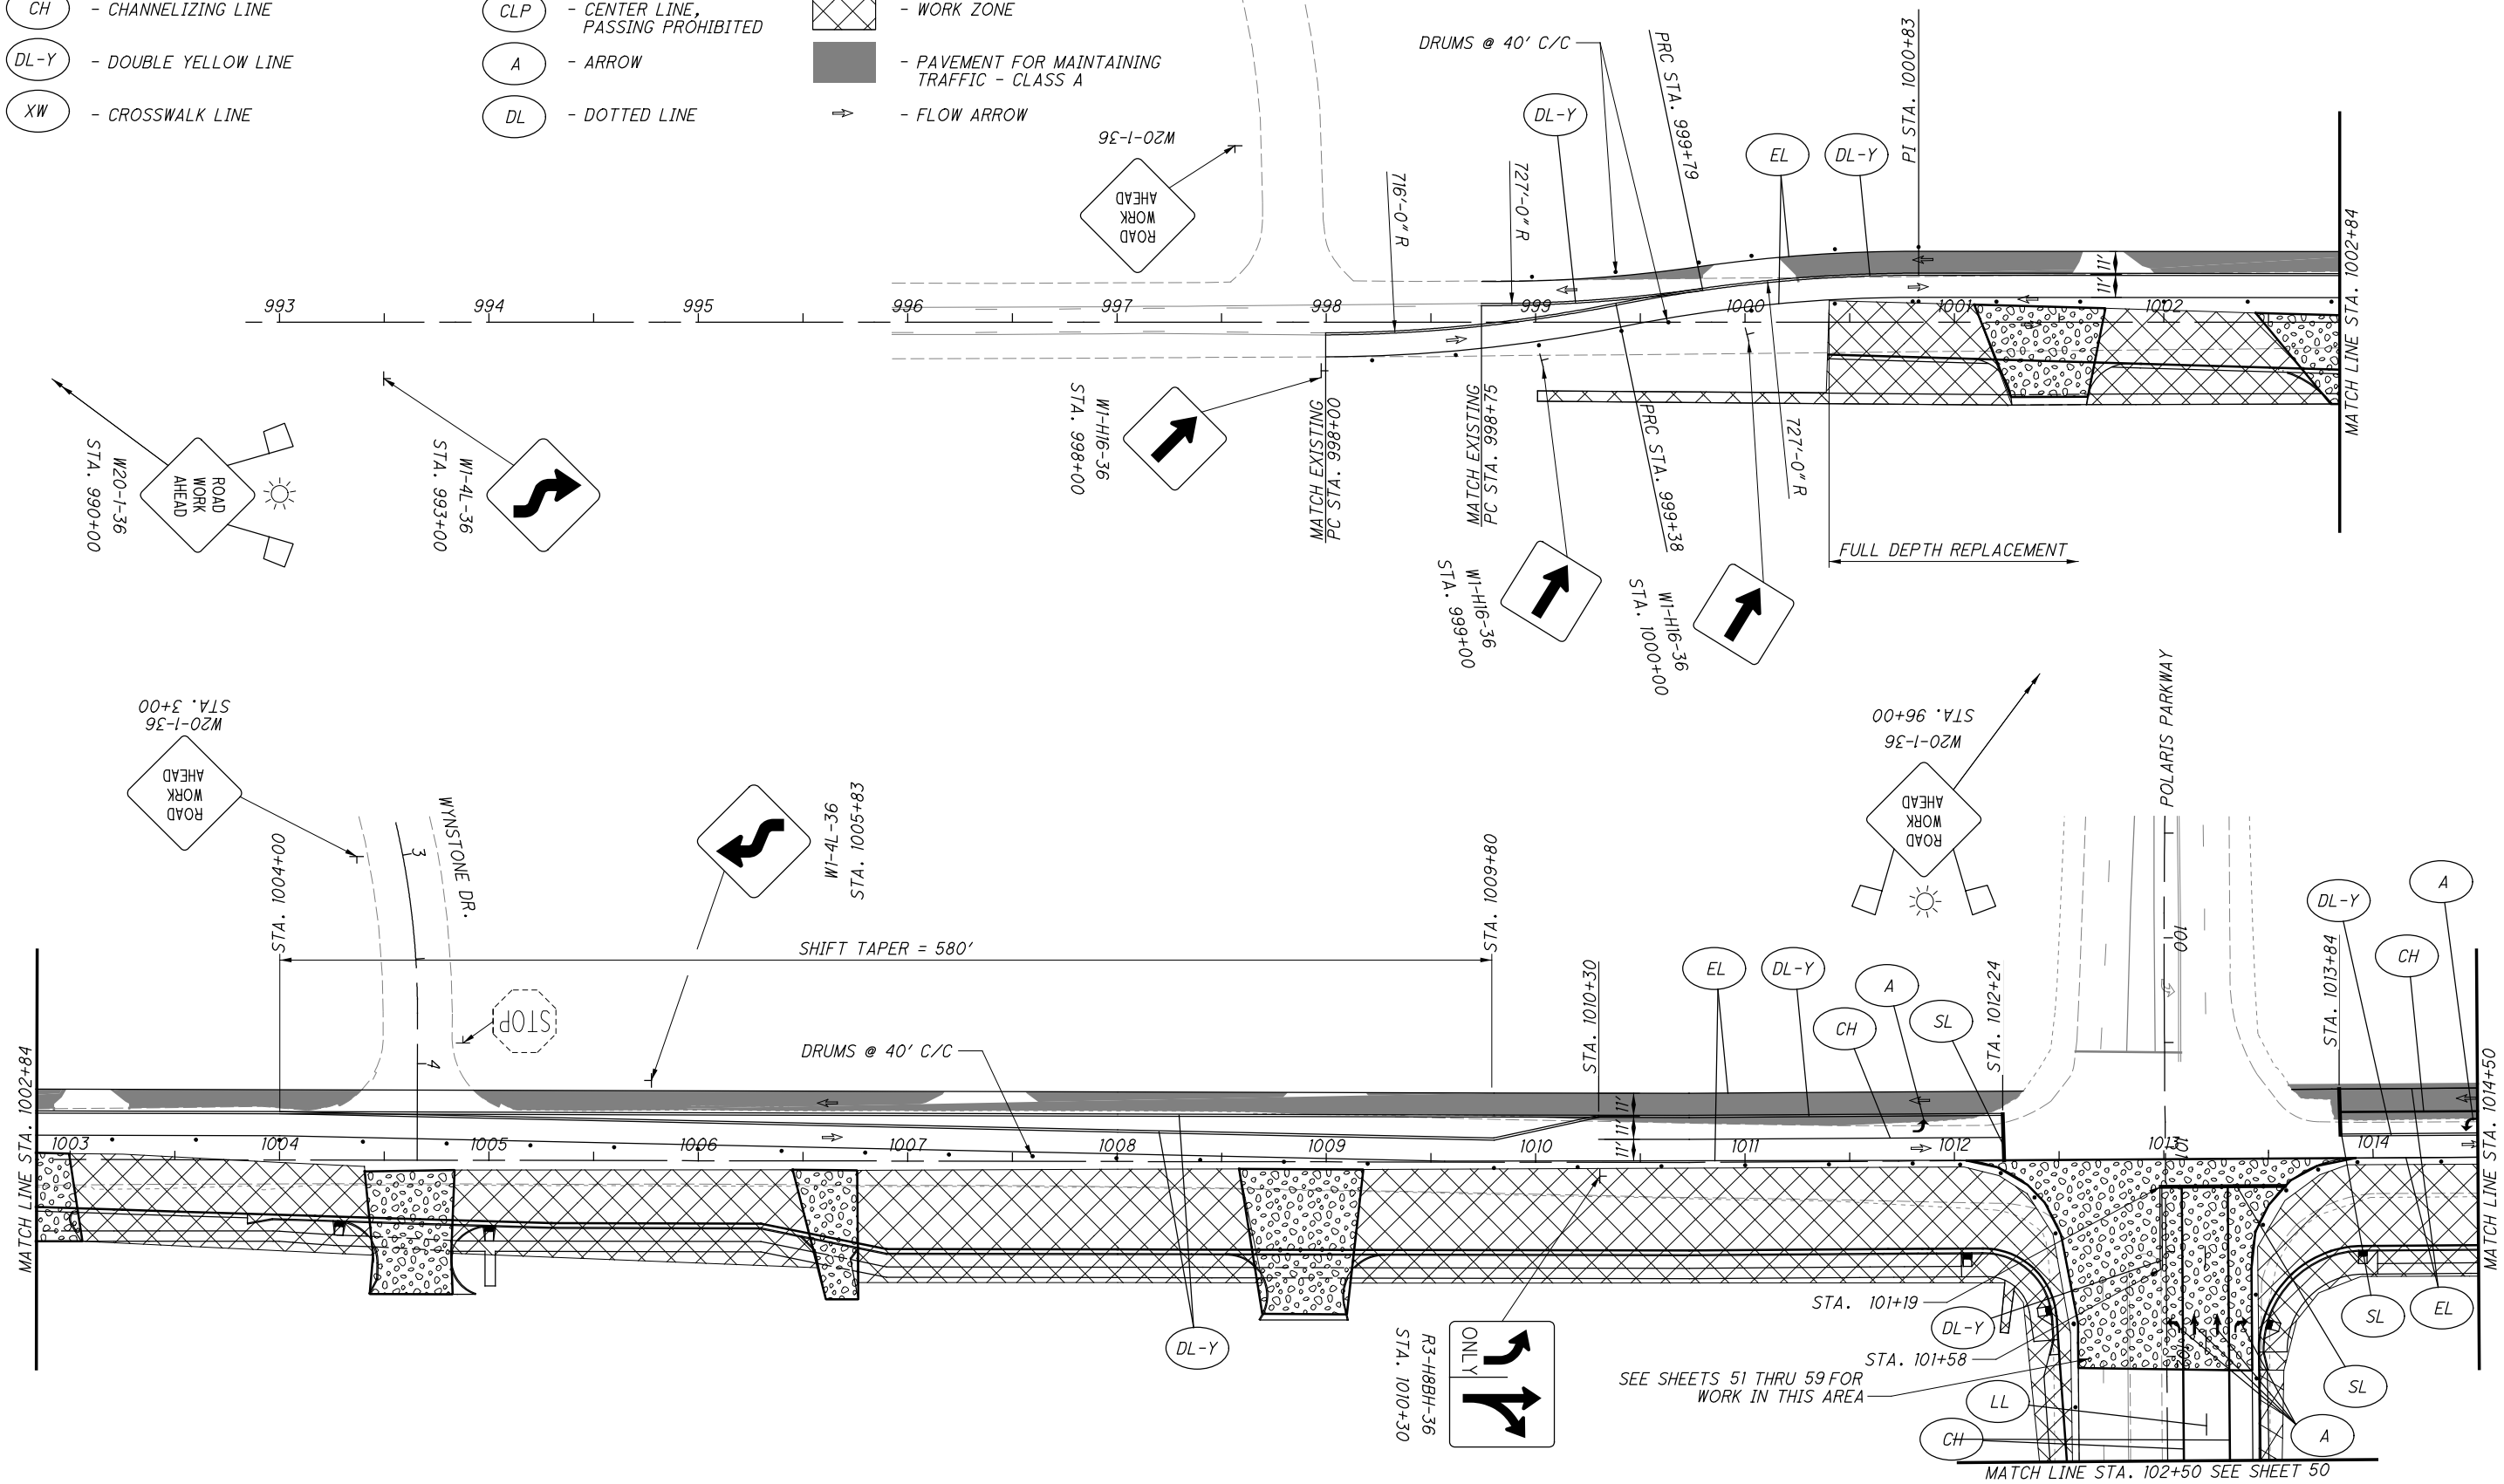 CH - CHANNELIZING LINE
CLP - CENTER LINE,
PASSING PROHIBITED
- WORK ZONE
DL-Y - DOUBLE YELLOW LINE
A - ARROW
- PAVEMENT FOR MAINTAINING
TRAFFIC - CLASS A
XW - CROSSWALK LINE
DL - DOTTED LINE
- FLOW ARROW
DRUMS @ 40' C/C
PRC STA. 999+79
PI STA. 1000+83
DL-Y
EL
DL-Y
W20-1-36
ROAD
WORK
AHEAD
716'-0" R
727'-0" R
11'
11'
MATCH LINE STA. 1002+84
993
994
995
996
997
998
999
1000
1001
1002
W20-1-36
STA. 990+00
ROAD
WORK
AHEAD
W1-4L-36
STA. 993+00
W1-H16-36
STA. 998+00
MATCH EXISTING
PC STA. 998+00
MATCH EXISTING
PC STA. 998+75
PRC STA. 999+38
727'-0" R
FULL DEPTH REPLACEMENT
W1-H16-36
STA. 999+00
W1-H16-36
STA. 1000+00
W20-1-36
STA. 3+00
ROAD
WORK
AHEAD
STA. 1004+00
WYNSTONE DR.
3
4
STOP
W1-4L-36
STA. 1005+83
SHIFT TAPER = 580'
STA. 1009+80
DRUMS @ 40' C/C
W20-1-36
STA. 96+00
ROAD
WORK
AHEAD
POLARIS PARKWAY
100
101
STA. 1010+30
EL
DL-Y
A
CH
SL
STA. 1012+24
STA. 1013+84
DL-Y
CH
A
11'
11'
11'
MATCH LINE STA. 1002+84
1003
1004
1005
1006
1007
1008
1009
1010
1011
1012
1013
1014
MATCH LINE STA. 1014+50
DL-Y
R3-H8BH-36
STA. 1010+30
ONLY
STA. 101+19
DL-Y
STA. 101+58
SEE SHEETS 51 THRU 59 FOR
WORK IN THIS AREA
LL
CH
SL
EL
SL
A
MATCH LINE STA. 102+50 SEE SHEET 50